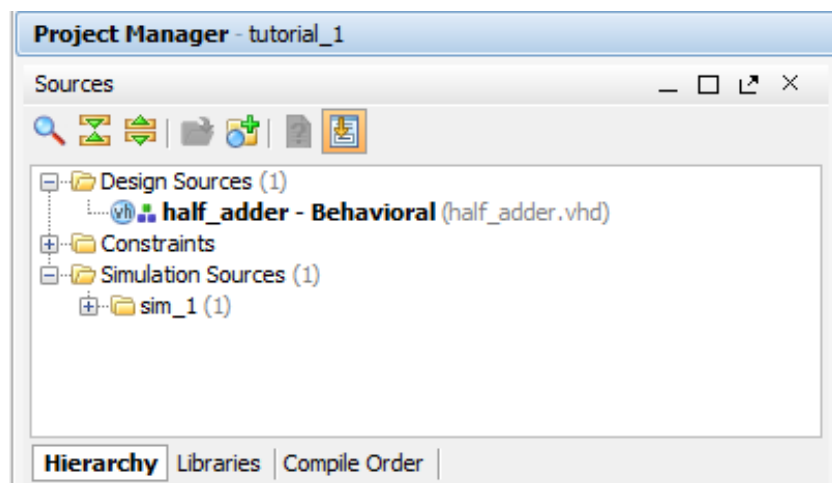 Project Manager - tutorial_1
Sources
Design Sources (1)
vh half_adder - Behavioral (half_adder.vhd)
Constraints
Simulation Sources (1)
sim_1 (1)
Hierarchy Libraries Compile Order